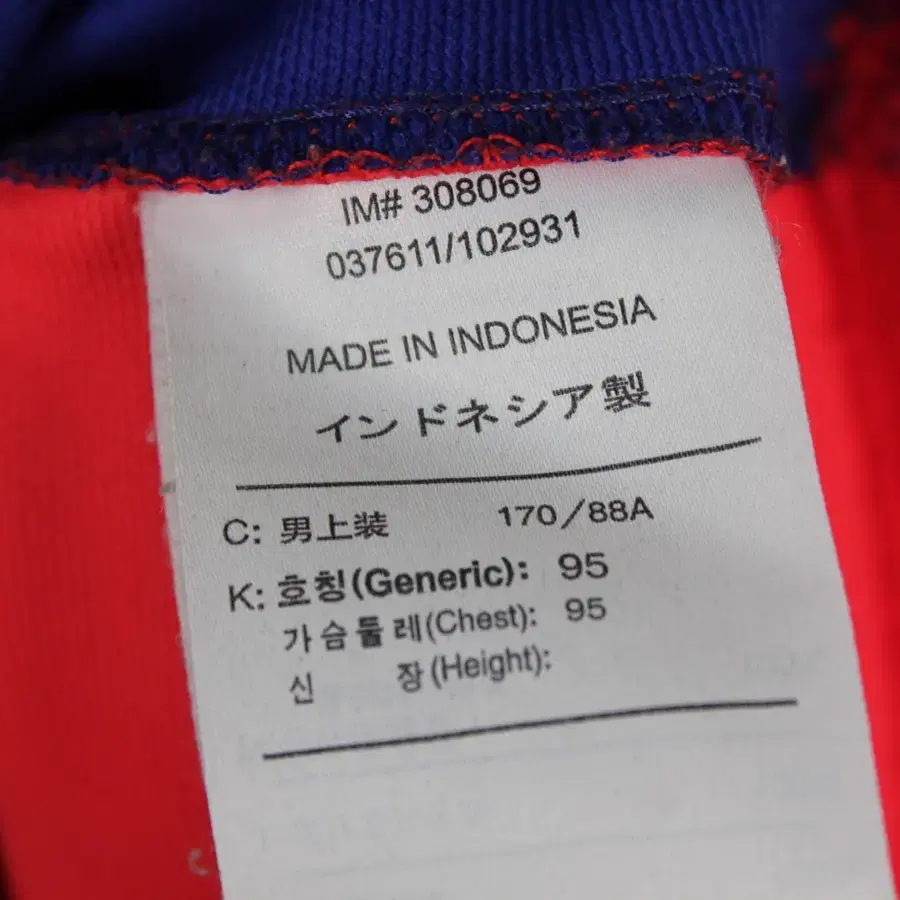 IM# 308069
037611/102931
MADE IN INDONESIA
インドネシア製
C: 男上装 170/88A
K: 호칭(Generic): 95
가슴둘레(Chest): 95
신 장(Height):